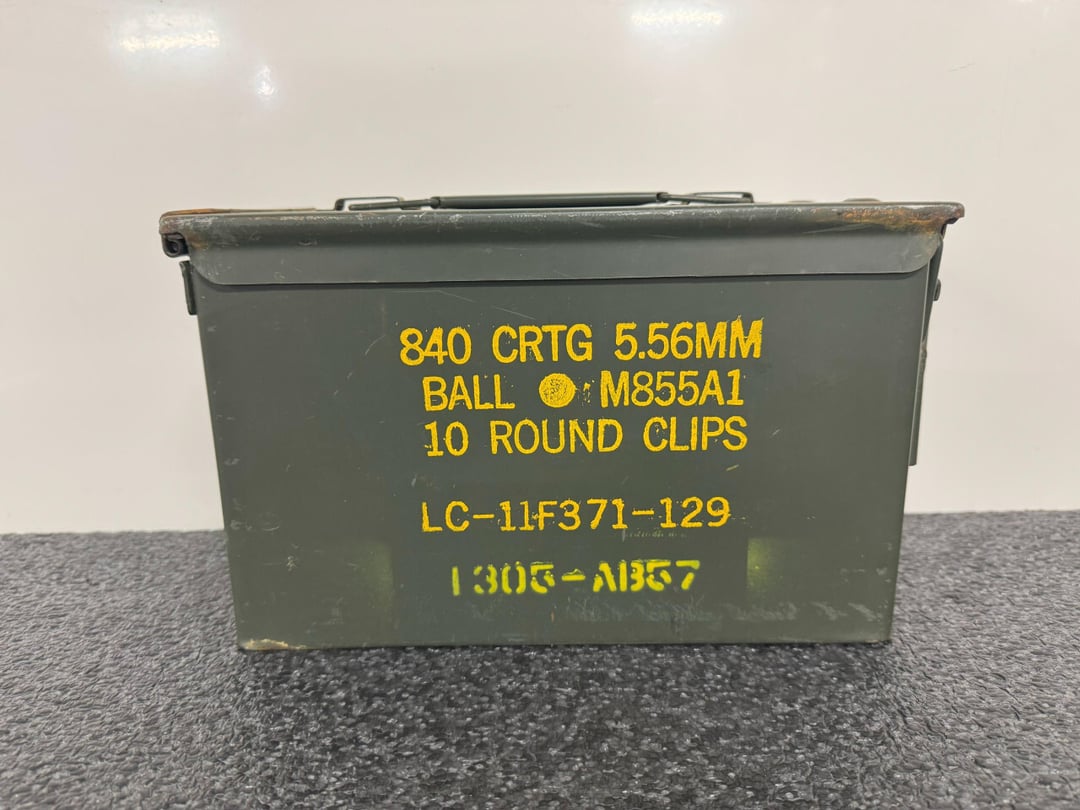 840 CRTG 5.56MM
BALL M855A1
10 ROUND CLIPS
LC-11F371-129
1305-AB57